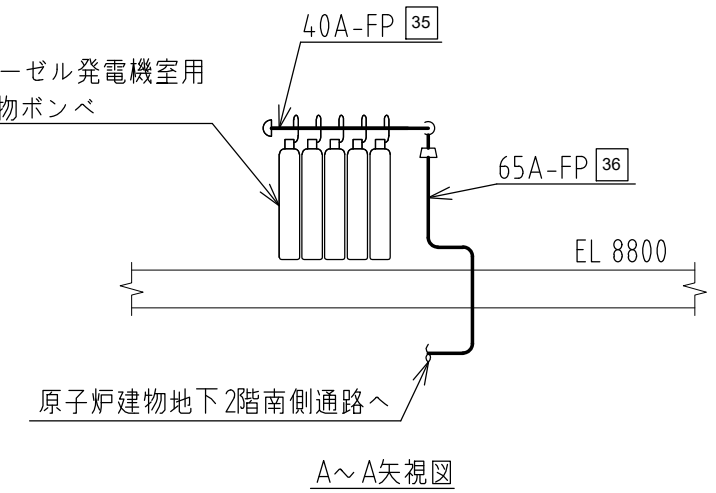 40A-FP 35
ーゼル発電機室用
物ボンベ
65A-FP 36
EL 8800
原子炉建物地下2階南側通路へ
A～A矢視図